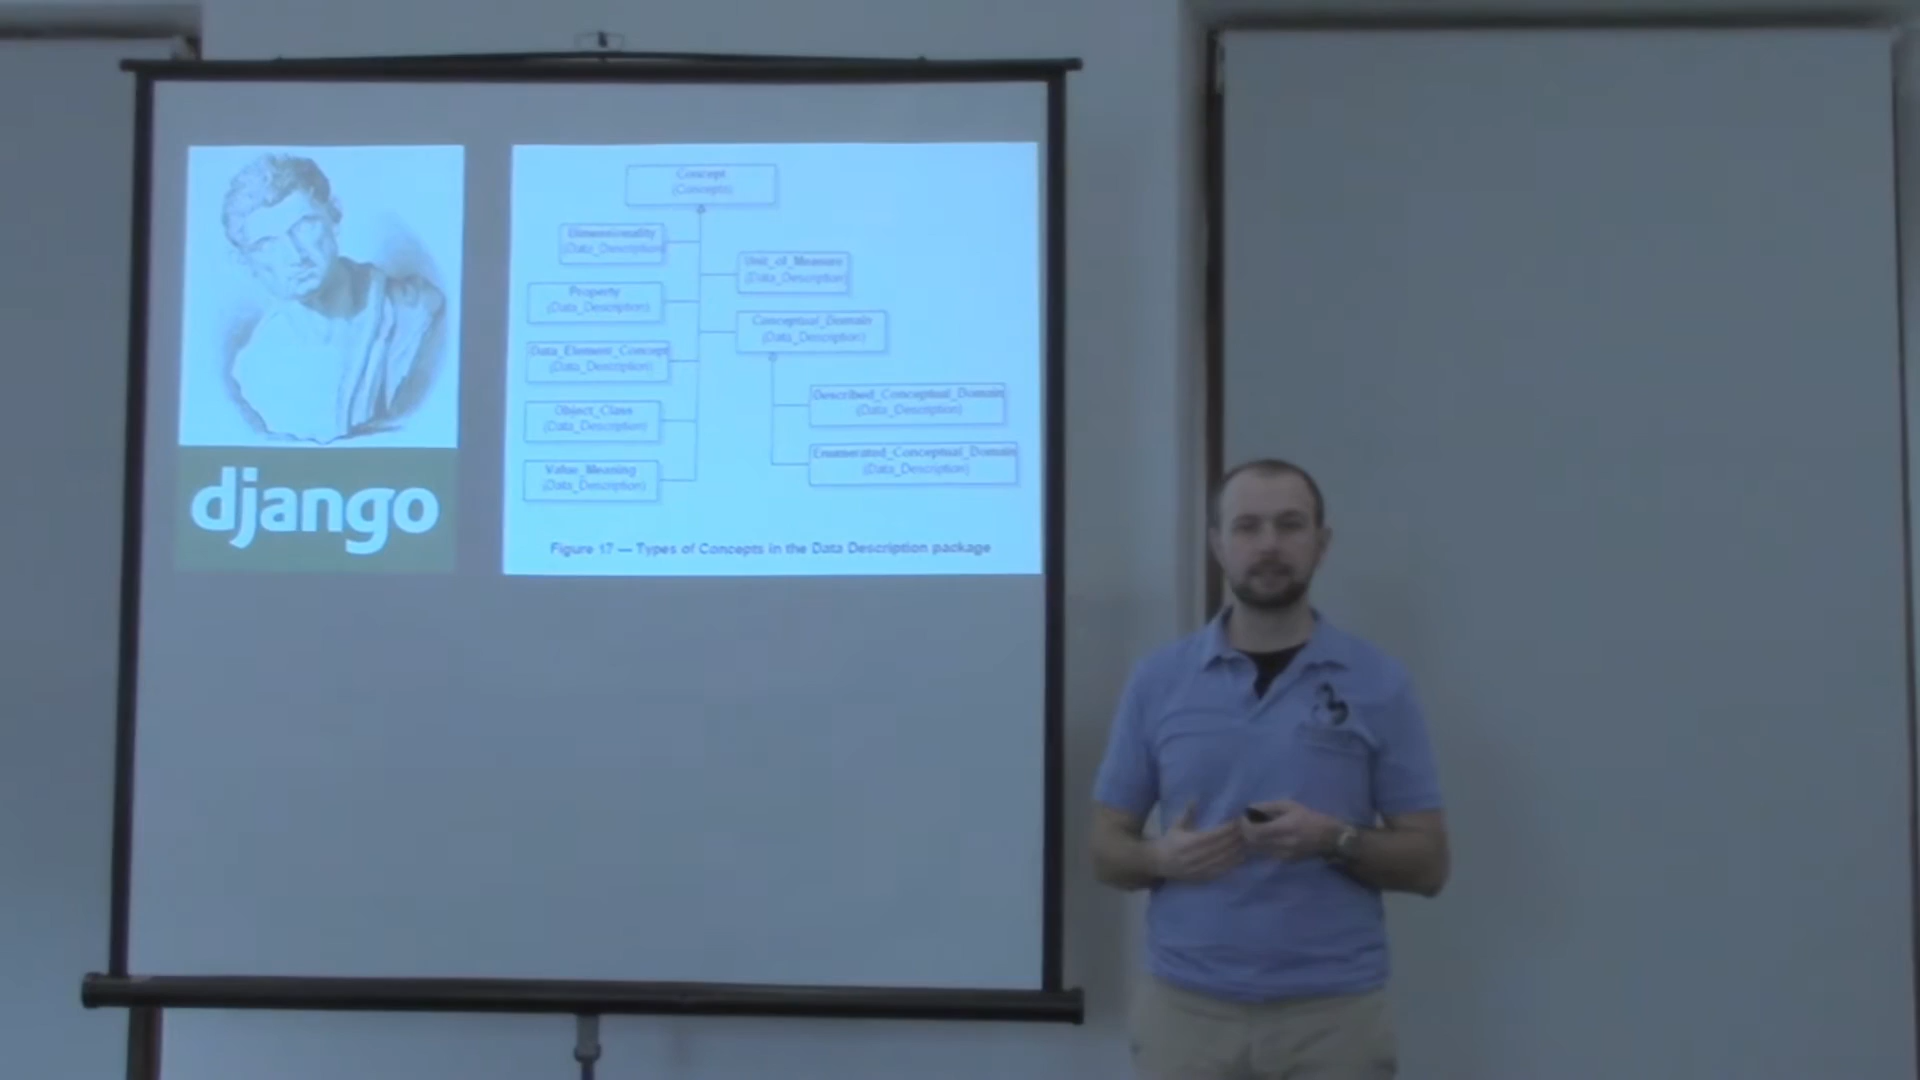 django
Concept
(Concepts)
Dimensionality
(Data_Description)
Unit_of_Measure
(Data_Description)
Property
(Data_Description)
Conceptual_Domain
(Data_Description)
Data_Element_Concept
(Data_Description)
Described_Conceptual_Domain
(Data_Description)
Object_Class
(Data_Description)
Enumerated_Conceptual_Domain
(Data_Description)
Value_Meaning
(Data_Description)
Figure 17 — Types of Concepts in the Data Description package